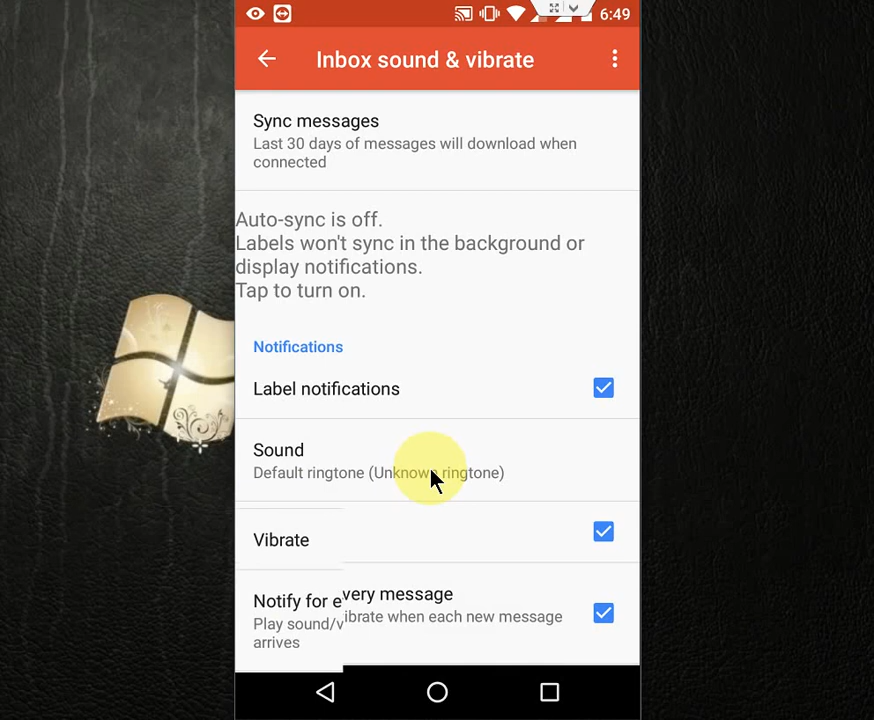 6:49
Inbox sound & vibrate
Sync messages
Last 30 days of messages will download when
connected
Auto-sync is off.
Labels won't sync in the background or
display notifications.
Tap to turn on.
Notifications
Label notifications
Sound
Default ringtone (Unknown ringtone)
Vibrate
Notify for every message
Play sound/vibrate when each new message
arrives